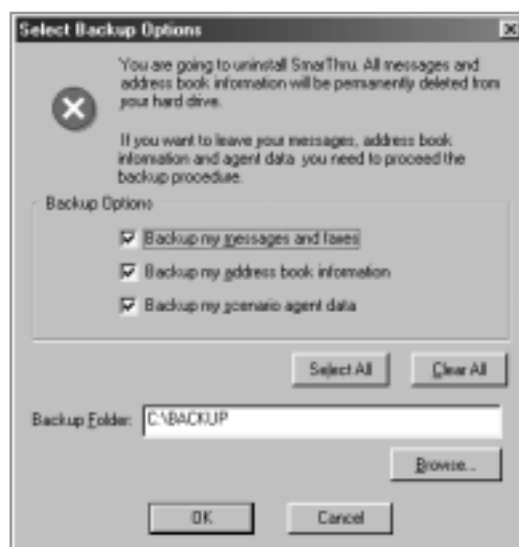 Select Backup Options
You are going to uninstall SmarThru. All messages and
address book information will be permanently deleted from
your hard drive.
If you want to leave your messages, address book
information and agent data you need to proceed the
backup procedure.
Backup Options
Backup my messages and faxes
Backup my address book information
Backup my scenario agent data
Select All
Clear All
Backup Folder:
C:\BACKUP
Browse...
OK
Cancel